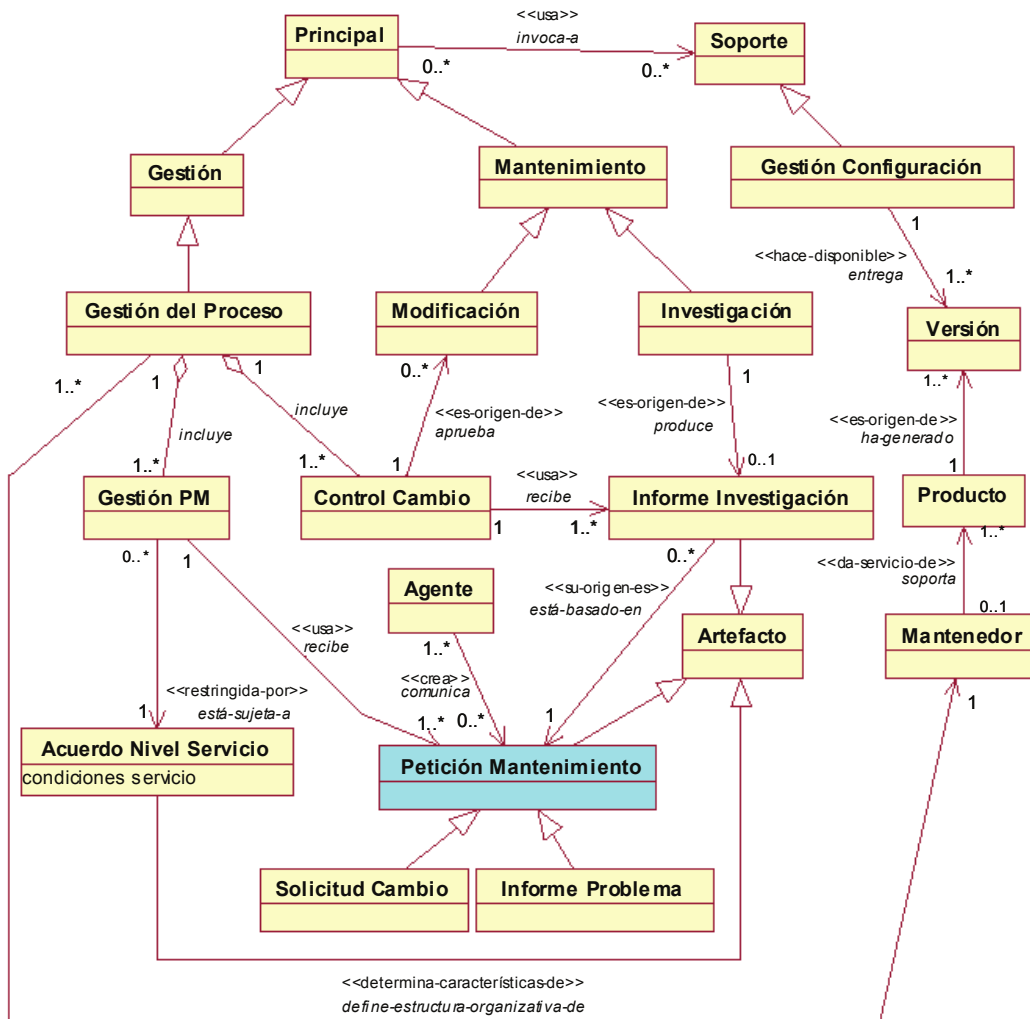 <<usa>>
invoca-a
Principal
Soporte
0..*
0..*
Gestión
Mantenimiento
Gestión Configuración
1
<<hace-disponible>>
entrega
1..*
Gestión del Proceso
Modificación
Investigación
Versión
1..*
1
1
0..*
1
1..*
incluye
<<es-origen-de>>
aprueba
<<es-origen-de>>
produce
<<es-origen-de>>
ha-generado
incluye
1..*
1..*
1
0..1
1
Gestión PM
Control Cambio
<<usa>>
recibe
Informe Investigación
Producto
0..*
1
1
1..*
0..*
1..*
Agente
<<su-origen-es>>
está-basado-en
<<da-servicio-de>>
soporta
<<usa>>
recibe
1..*
Artefacto
0..1
Mantenedor
<<crea>>
comunica
<<restringida-por>>
está-sujeta-a
1
1..*
0..*
1
1
Acuerdo Nivel Servicio
condiciones servicio
Petición Mantenimiento
Solicitud Cambio
Informe Problema
<<determina-características-de>>
define-estructura-organizativa-de